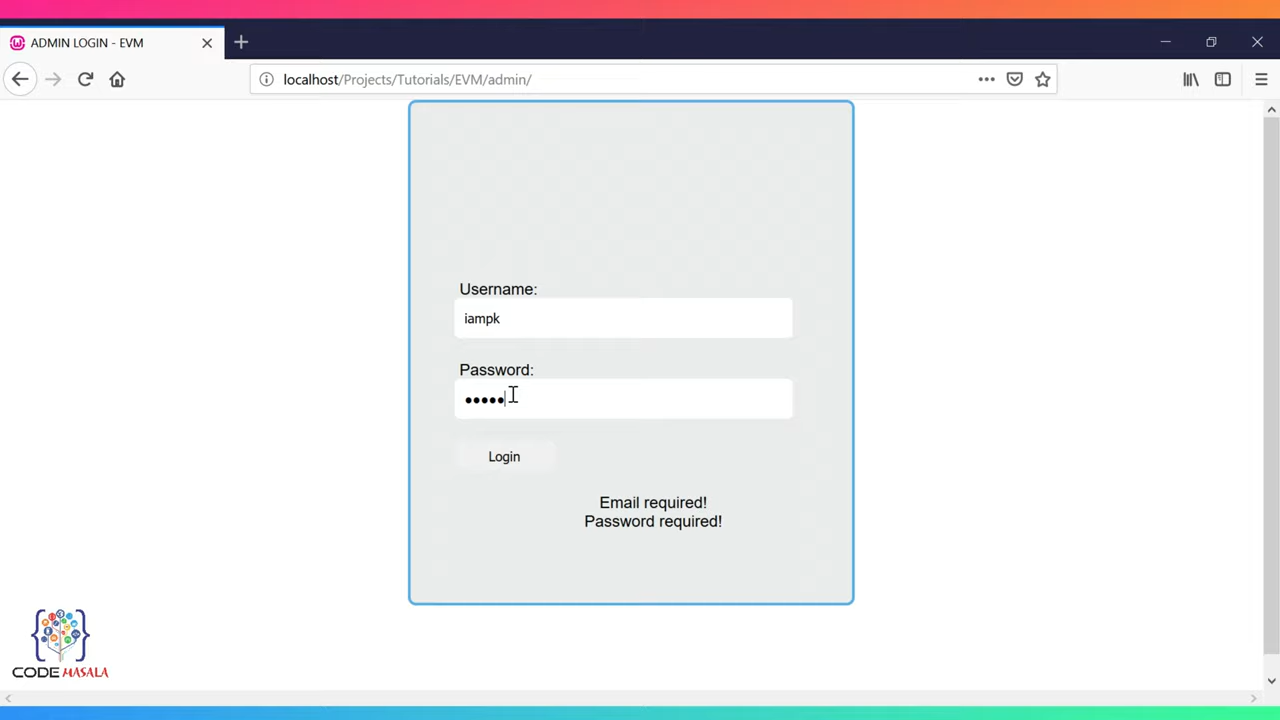 ADMIN LOGIN - EVM
localhost/Projects/Tutorials/EVM/admin/
Username:
iampk
Password:
•••••
Login
Email required!
Password required!
CODE MASALA